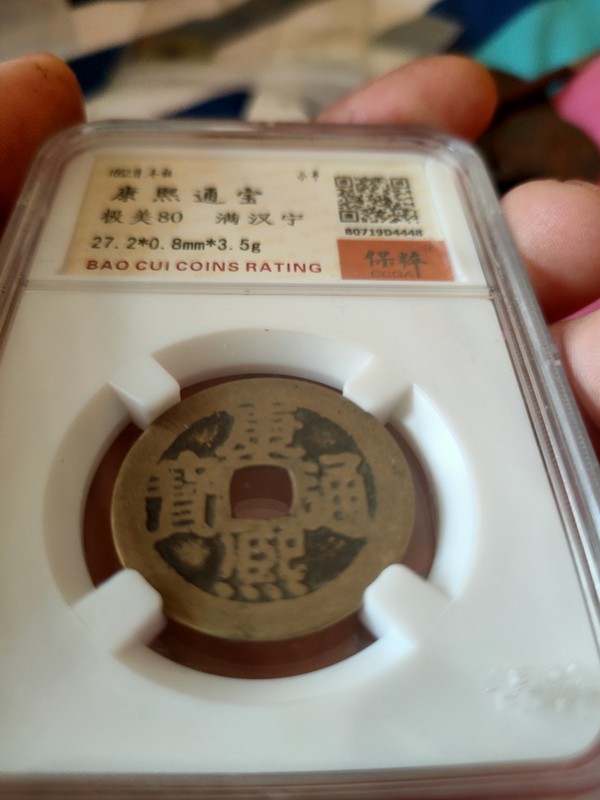 康熙通宝
极美80 满汉宁
8071904448
27.2*0.8mm*3.5g
BAO CUI COINS RATING
保粹
康熙通寶